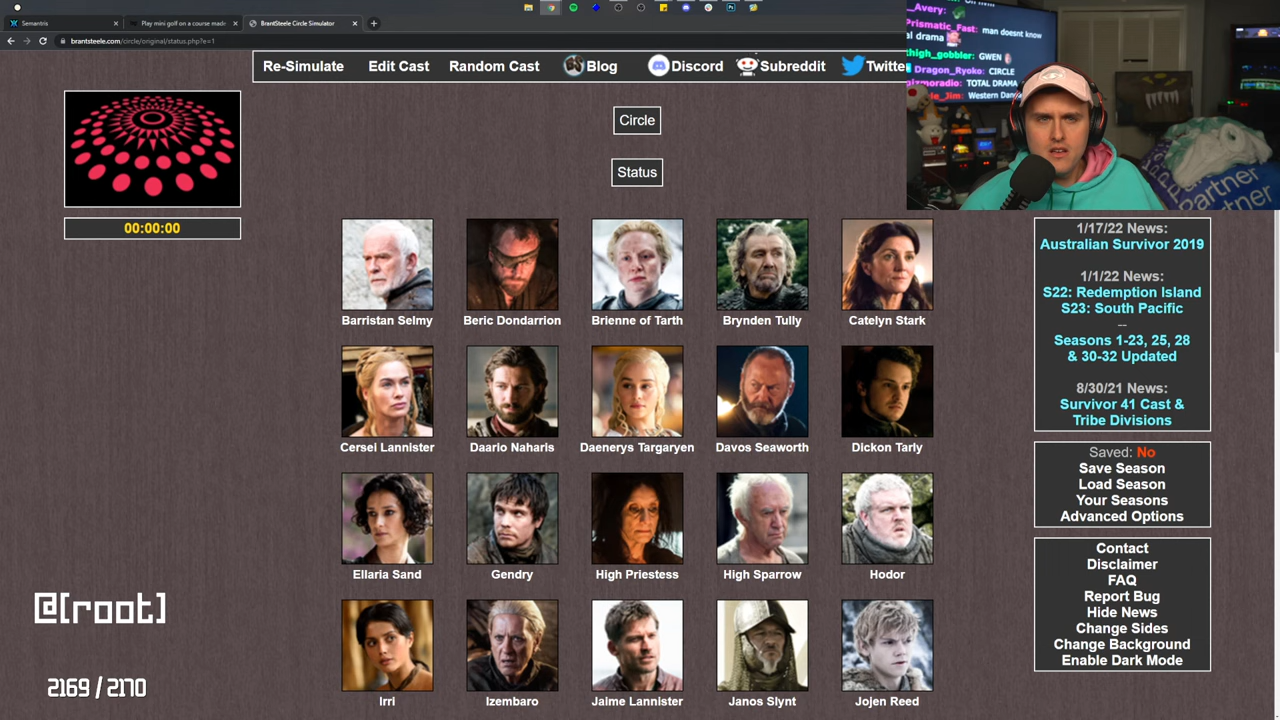 Semantris
Play mini golf on a course made
BrantSteele Circle Simulator
brantsteele.com/circle/original/status.php?e=1
Re-Simulate Edit Cast Random Cast Blog Discord Subreddit Twitte
_Avery:
Prismatic_Fast: man doesnt know
al drama
thigh_gobbler: GWEN
Dragon_Ryoko: CIRCLE
TOTAL DRAMA
Circle
Status
00:00:00
Barristan Selmy Beric Dondarrion Brienne of Tarth Brynden Tully Catelyn Stark
Cersei Lannister Daario Naharis Daenerys Targaryen Davos Seaworth Dickon Tarly
Ellaria Sand Gendry High Priestess High Sparrow Hodor
Irri Izembaro Jaime Lannister Janos Slynt Jojen Reed
1/17/22 News:
Australian Survivor 2019
1/1/22 News:
S22: Redemption Island
S23: South Pacific
--
Seasons 1-23, 25, 28
& 30-32 Updated
8/30/21 News:
Survivor 41 Cast &
Tribe Divisions
Saved: No
Save Season
Load Season
Your Seasons
Advanced Options
Contact
Disclaimer
FAQ
Report Bug
Hide News
Change Sides
Change Background
Enable Dark Mode
@[root]
2169 / 2170
partner